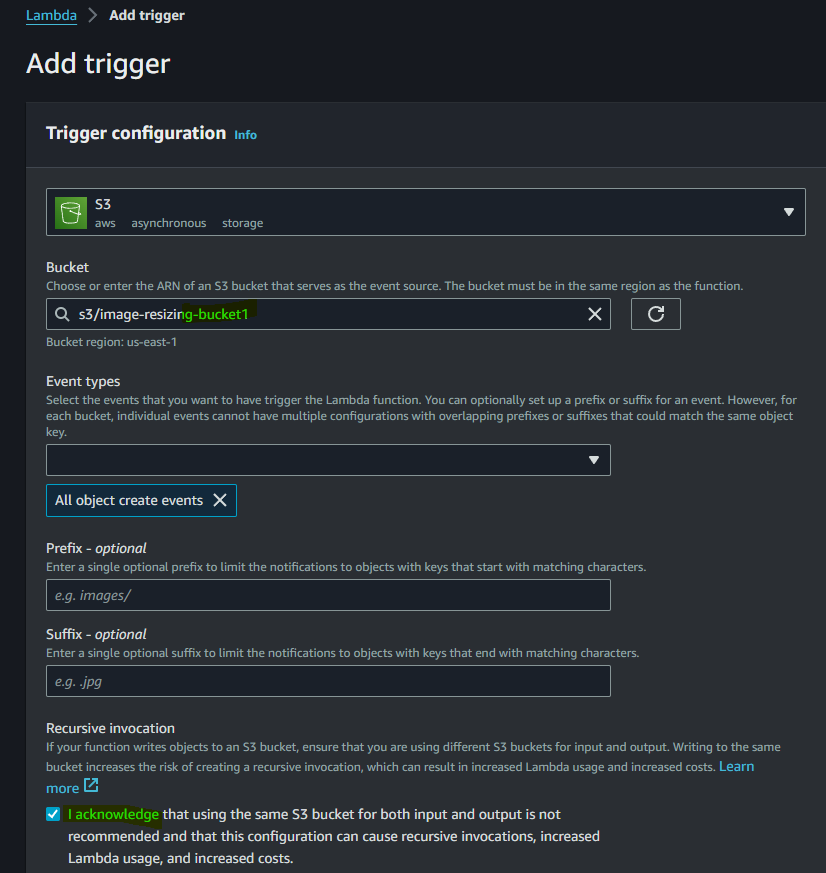 Lambda > Add trigger
Add trigger
Trigger configuration Info
S3
aws asynchronous storage
Bucket
Choose or enter the ARN of an S3 bucket that serves as the event source. The bucket must be in the same region as the function.
s3/image-resizing-bucket1
Bucket region: us-east-1
Event types
Select the events that you want to have trigger the Lambda function. You can optionally set up a prefix or suffix for an event. However, for
each bucket, individual events cannot have multiple configurations with overlapping prefixes or suffixes that could match the same object
key.
All object create events
Prefix - optional
Enter a single optional prefix to limit the notifications to objects with keys that start with matching characters.
e.g. images/
Suffix - optional
Enter a single optional suffix to limit the notifications to objects with keys that end with matching characters.
e.g. .jpg
Recursive invocation
If your function writes objects to an S3 bucket, ensure that you are using different S3 buckets for input and output. Writing to the same
bucket increases the risk of creating a recursive invocation, which can result in increased Lambda usage and increased costs. Learn
more
I acknowledge that using the same S3 bucket for both input and output is not
recommended and that this configuration can cause recursive invocations, increased
Lambda usage, and increased costs.